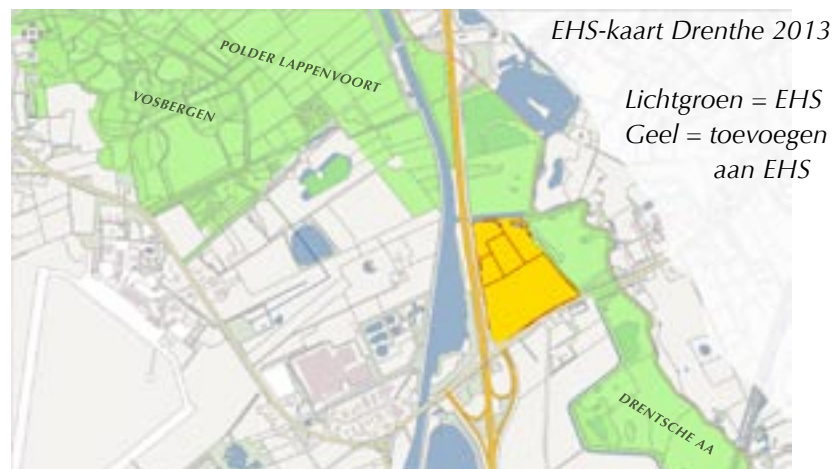 EHS-kaart Drenthe 2013
POLDER LAPPENVOORT
Lichtgroen = EHS
VOSBERGEN
Geel = toevoegen
aan EHS
DRENTSCHE AA